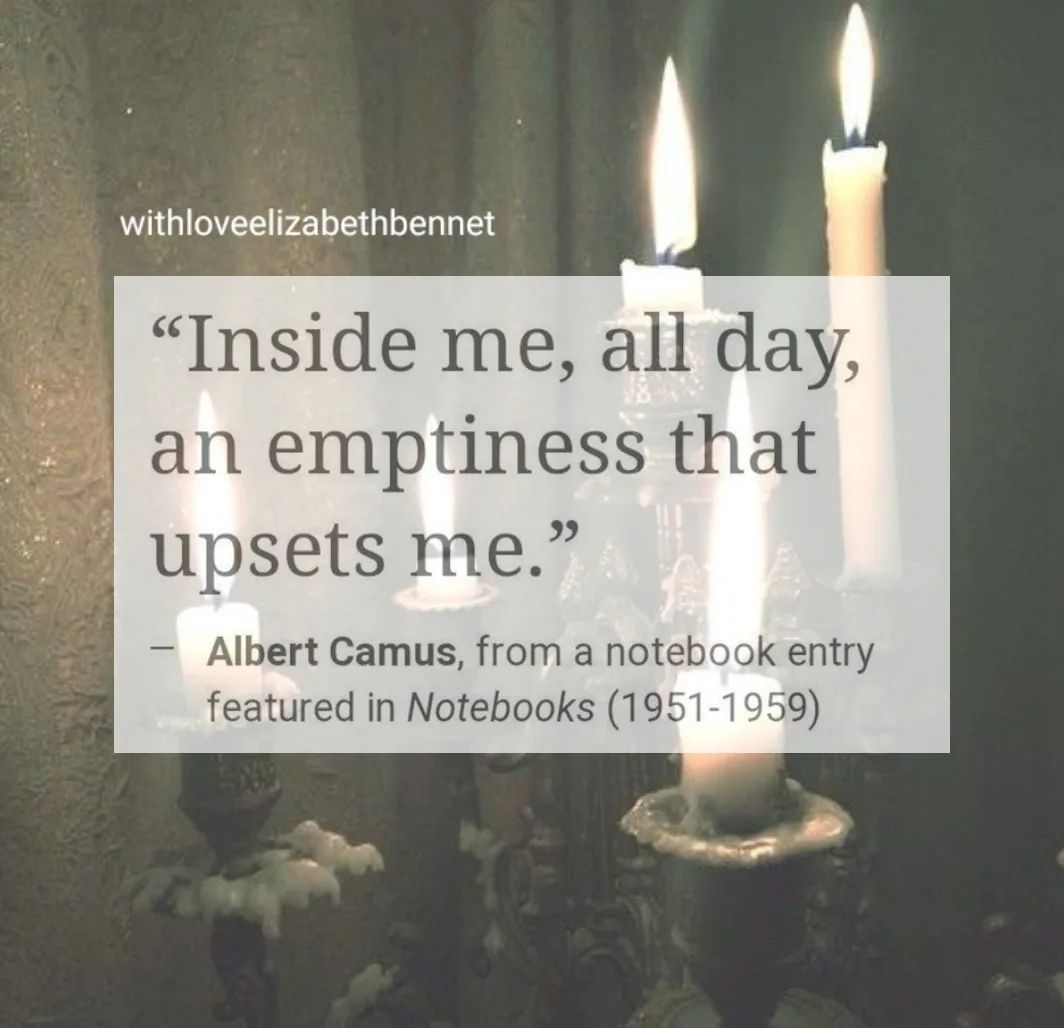 withloveelizabethbennet
“Inside me, all day,
an emptiness that
upsets me.”
— Albert Camus, from a notebook entry
featured in Notebooks (1951-1959)